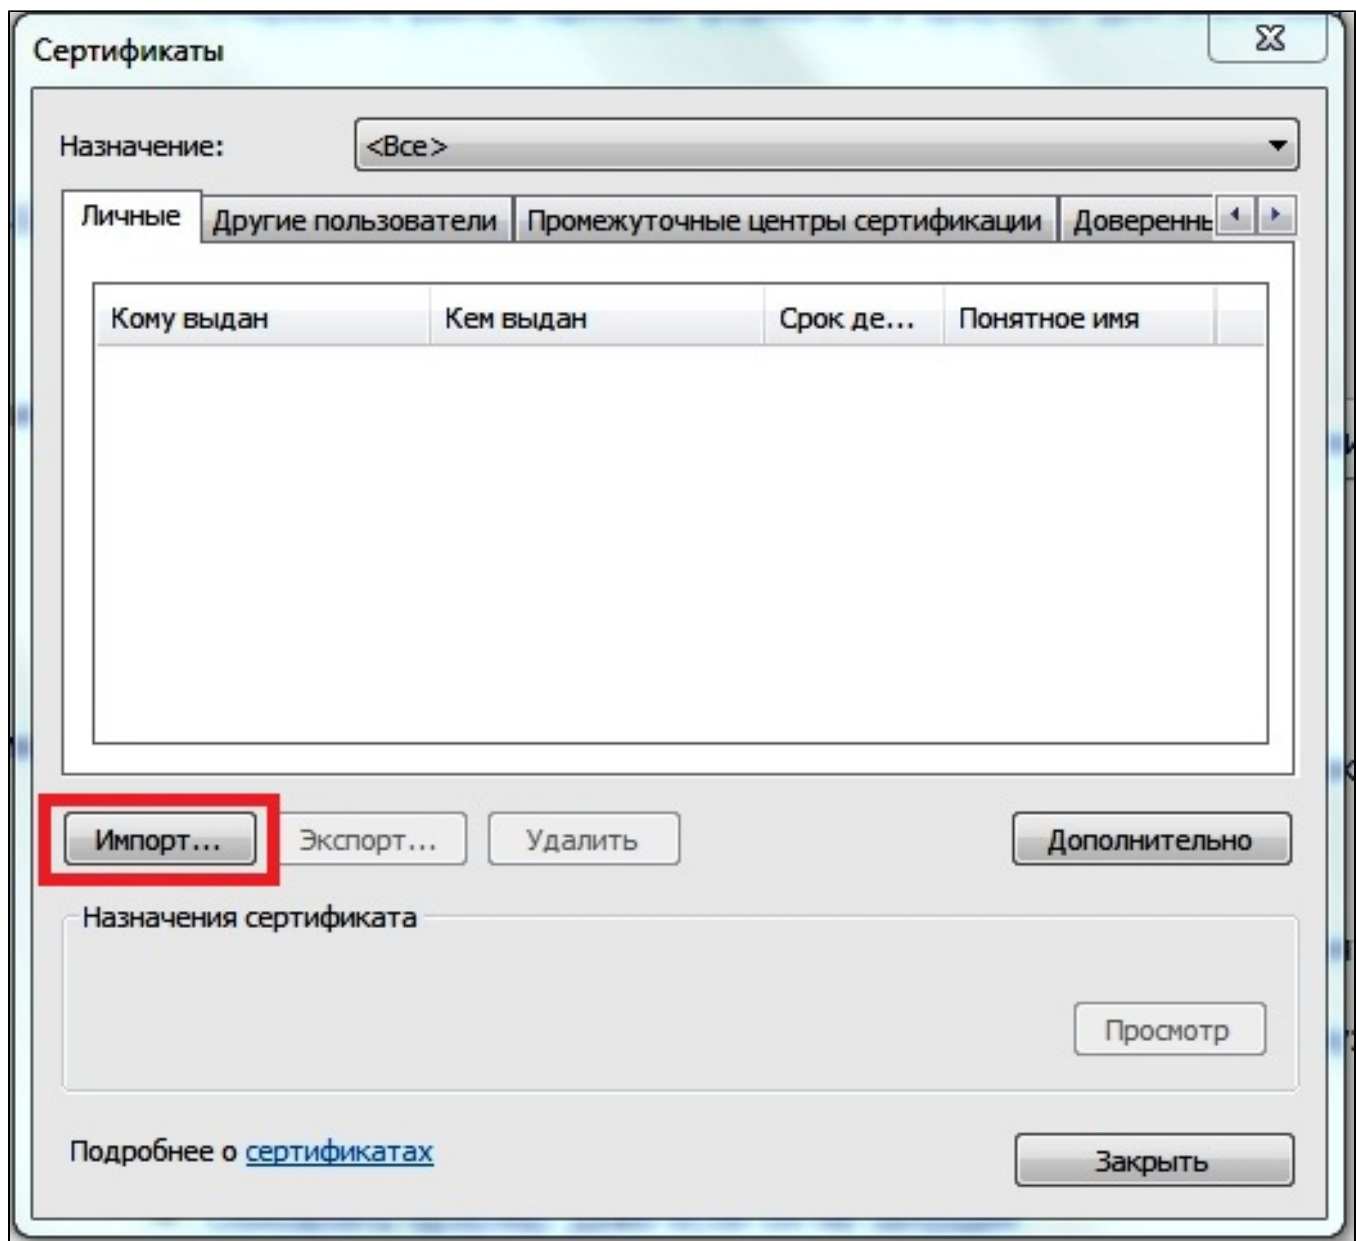 Сертификаты
Назначение:
<Все>
Личные Другие пользователи Промежуточные центры сертификации Доверенны
Кому выдан Кем выдан Срок де... Понятное имя
Импорт... Экспорт... Удалить Дополнительно
Назначения сертификата
Просмотр
Подробнее о сертификатах
Закрыть